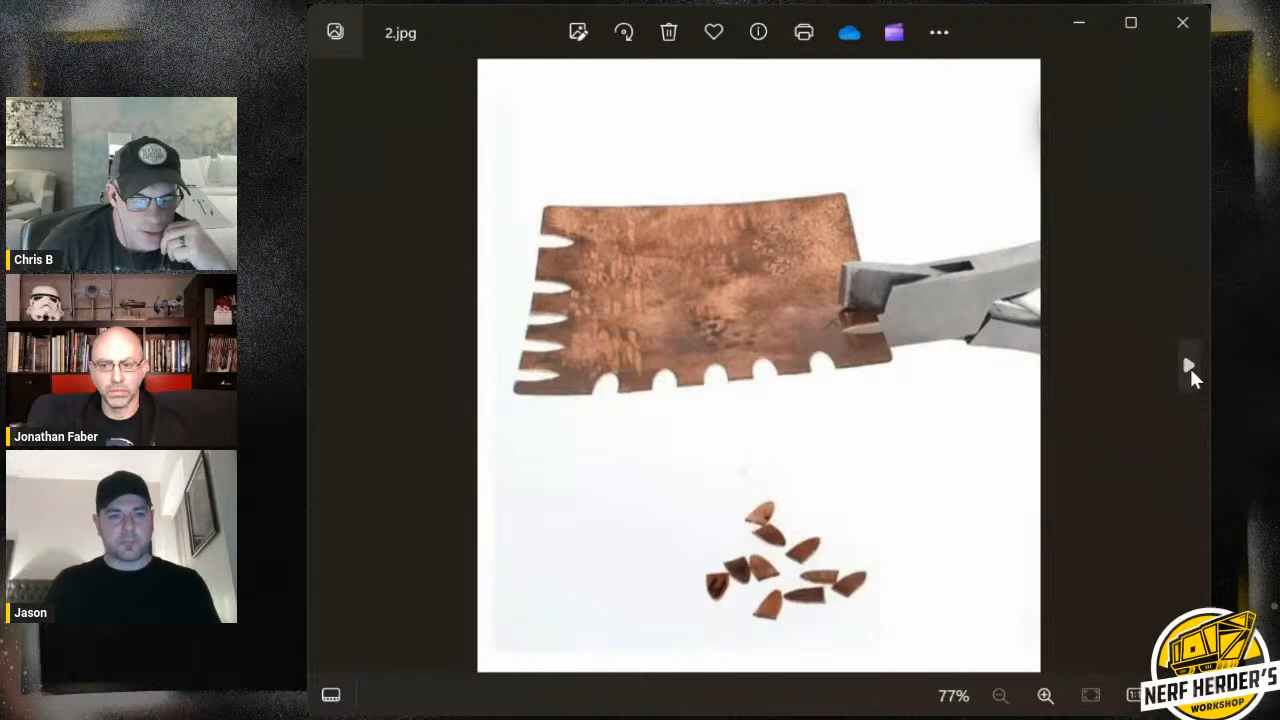 2.jpg
Chris B
Jonathan Faber
Jason
77%
NERF HERDER'S
WORKSHOP